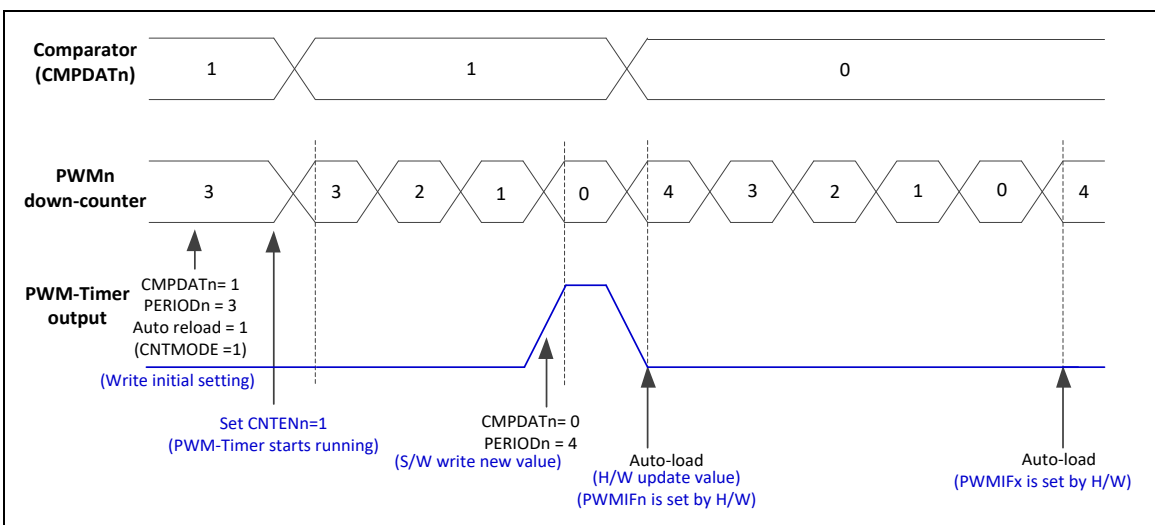 Comparator
(CMPDATn)
1
1
0
PWMn
down-counter
3
3
2
1
0
4
3
2
1
0
4
PWM-Timer
output
CMPDATn= 1
PERIODn = 3
Auto reload = 1
(CNTMODE =1)
(Write initial setting)
Set CNTENn=1
(PWM-Timer starts running)
CMPDATn= 0
PERIODn = 4
(S/W write new value)
Auto-load
(H/W update value)
(PWMIFn is set by H/W)
Auto-load
(PWMIFx is set by H/W)